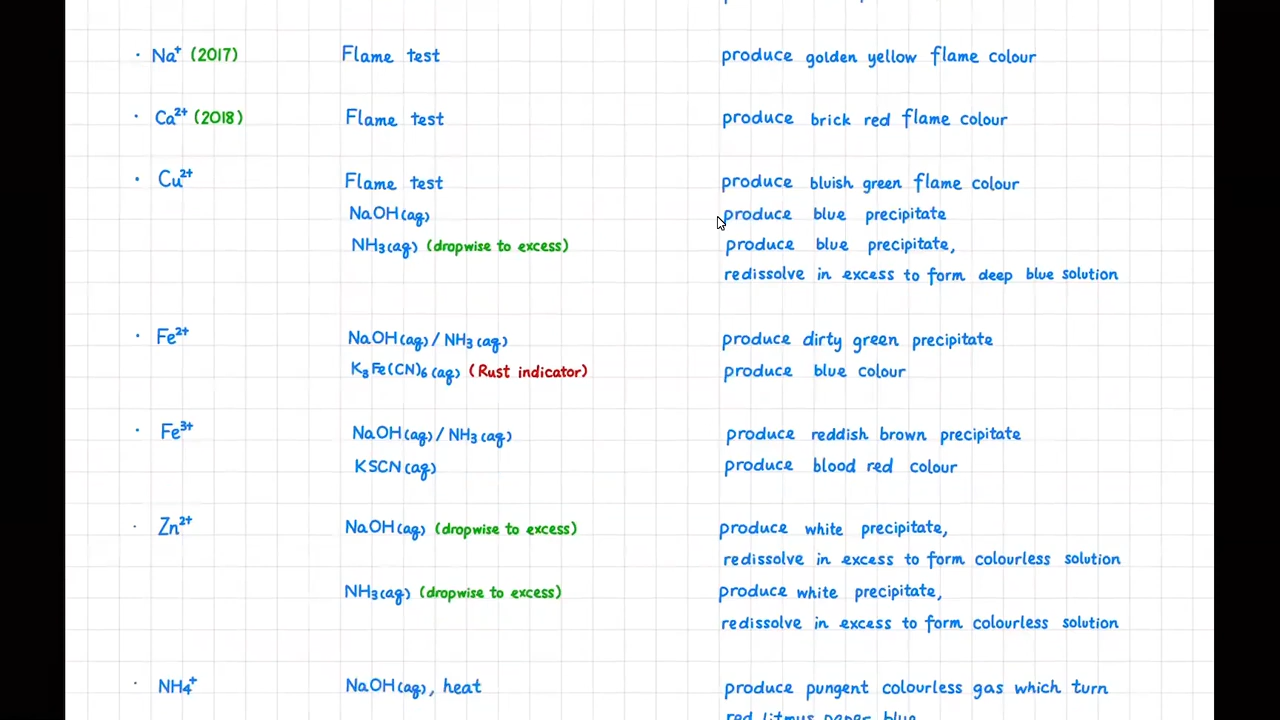 · Na⁺ (2017) Flame test produce golden yellow flame colour
· Ca²⁺ (2018) Flame test produce brick red flame colour
· Cu²⁺ Flame test produce bluish green flame colour
NaOH(aq) produce blue precipitate
NH₃(aq) (dropwise to excess) produce blue precipitate,
redissolve in excess to form deep blue solution
· Fe²⁺ NaOH(aq) / NH₃(aq) produce dirty green precipitate
K₃Fe(CN)₆(aq) (Rust indicator) produce blue colour
· Fe³⁺ NaOH(aq) / NH₃(aq) produce reddish brown precipitate
KSCN(aq) produce blood red colour
· Zn²⁺ NaOH(aq) (dropwise to excess) produce white precipitate,
redissolve in excess to form colourless solution
NH₃(aq) (dropwise to excess) produce white precipitate,
redissolve in excess to form colourless solution
· NH₄⁺ NaOH(aq), heat produce pungent colourless gas which turn
red litmus paper blue